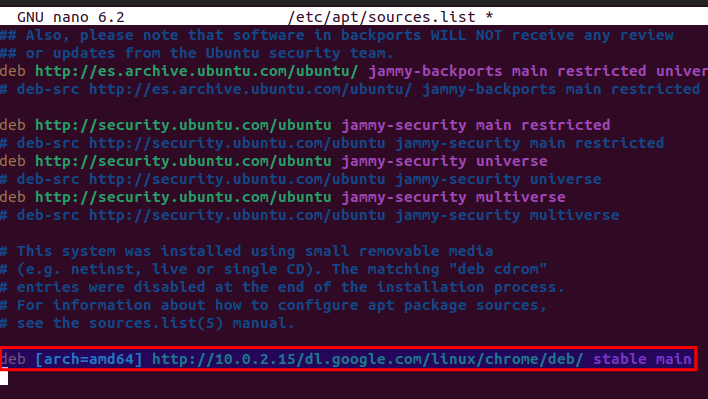 GNU nano 6.2 /etc/apt/sources.list *
## Also, please note that software in backports WILL NOT receive any review
## or updates from the Ubuntu security team.
deb http://es.archive.ubuntu.com/ubuntu/ jammy-backports main restricted univer
# deb-src http://es.archive.ubuntu.com/ubuntu/ jammy-backports main restricted
deb http://security.ubuntu.com/ubuntu jammy-security main restricted
# deb-src http://security.ubuntu.com/ubuntu jammy-security main restricted
deb http://security.ubuntu.com/ubuntu jammy-security universe
# deb-src http://security.ubuntu.com/ubuntu jammy-security universe
deb http://security.ubuntu.com/ubuntu jammy-security multiverse
# deb-src http://security.ubuntu.com/ubuntu jammy-security multiverse
# This system was installed using small removable media
# (e.g. netinst, live or single CD). The matching "deb cdrom"
# entries were disabled at the end of the installation process.
# For information about how to configure apt package sources,
# see the sources.list(5) manual.
deb [arch=amd64] http://10.0.2.15/dl.google.com/linux/chrome/deb/ stable main